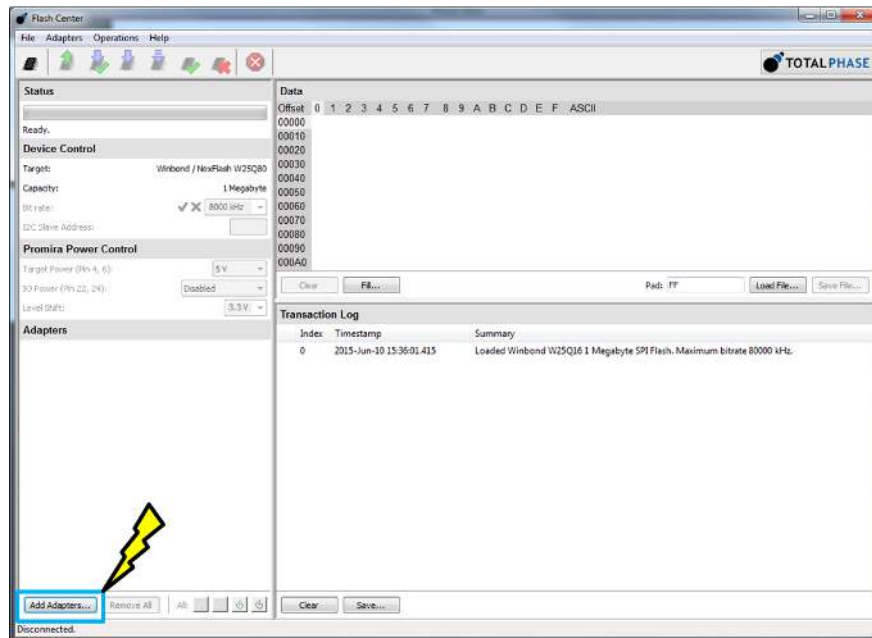 Flash Center
File Adapters Operations Help
TOTAL PHASE
Status
Ready.
Device Control
Target: Winbond / NexFlash W25Q80
Capacity: 1 Megabyte
Bit rate: 8000 kHz
I2C Slave Address:
Promira Power Control
Target Power (Pin 4, 6): 5 V
IO Power (Pin 22, 24): Disabled
Level Shift: 3.3 V
Adapters
Add Adapters... Remove All All:
Disconnected.
Data
Offset 0 1 2 3 4 5 6 7 8 9 A B C D E F ASCII
00000
00010
00020
00030
00040
00050
00060
00070
00080
00090
000A0
Clear Fill... Pad: FF Load File... Save File...
Transaction Log
Index Timestamp Summary
0 2015-Jun-10 15:36:01.415 Loaded Winbond W25Q16 1 Megabyte SPI Flash. Maximum bitrate 80000 kHz.
Clear Save...